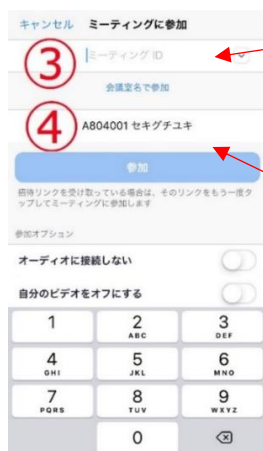 キャンセル ミーティングに参加
③ ミーティング ID
会議室名で参加
④ A804001 セキグチユキ
参加
招待リンクを受け取っている場合は、そのリンクをもう一度タ
ップしてミーティングに参加します
参加オプション
オーディオに接続しない
自分のビデオをオフにする
1 2 3
ABC DEF
4 5 6
GHI JKL MNO
7 8 9
PQRS TUV WXYZ
0